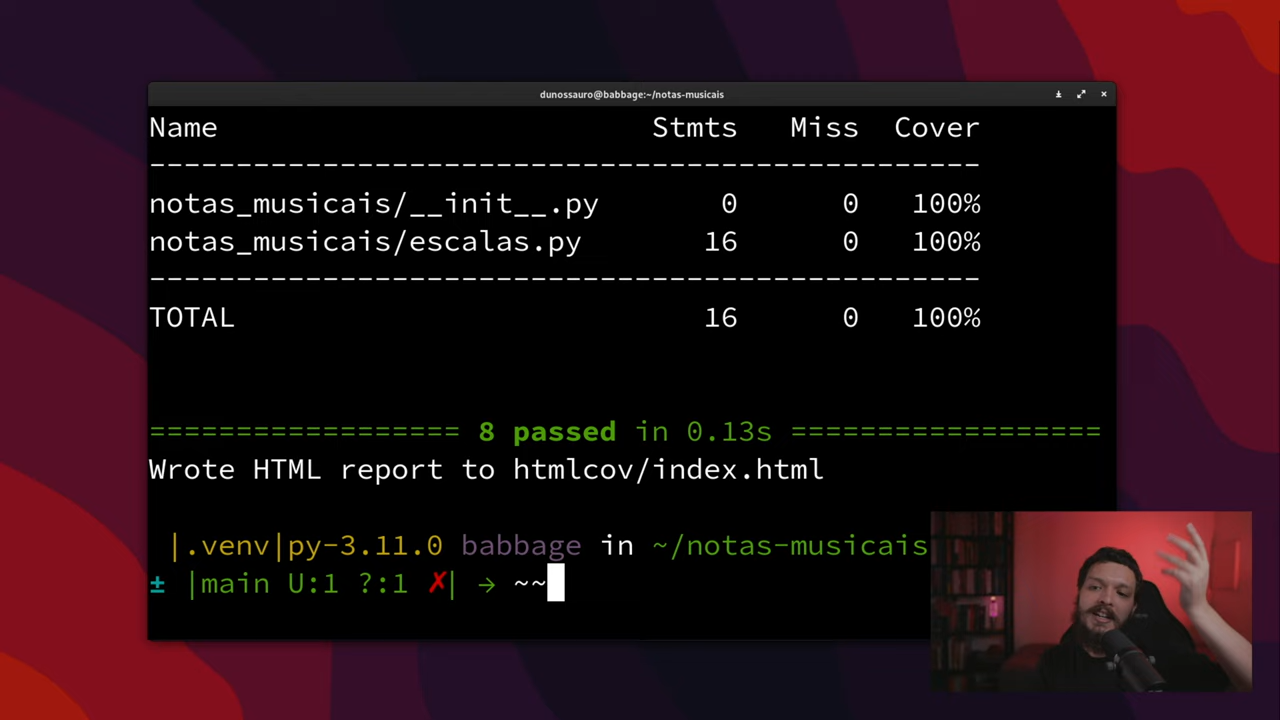 dunossauro@babbage:~/notas-musicais
Name Stmts Miss Cover
---------------------------------------------
notas_musicais/__init__.py 0 0 100%
notas_musicais/escalas.py 16 0 100%
---------------------------------------------
TOTAL 16 0 100%
================== 8 passed in 0.13s ==================
Wrote HTML report to htmlcov/index.html
|.venv|py-3.11.0 babbage in ~/notas-musicais
± |main U:1 ?:1 ✗| → ~~